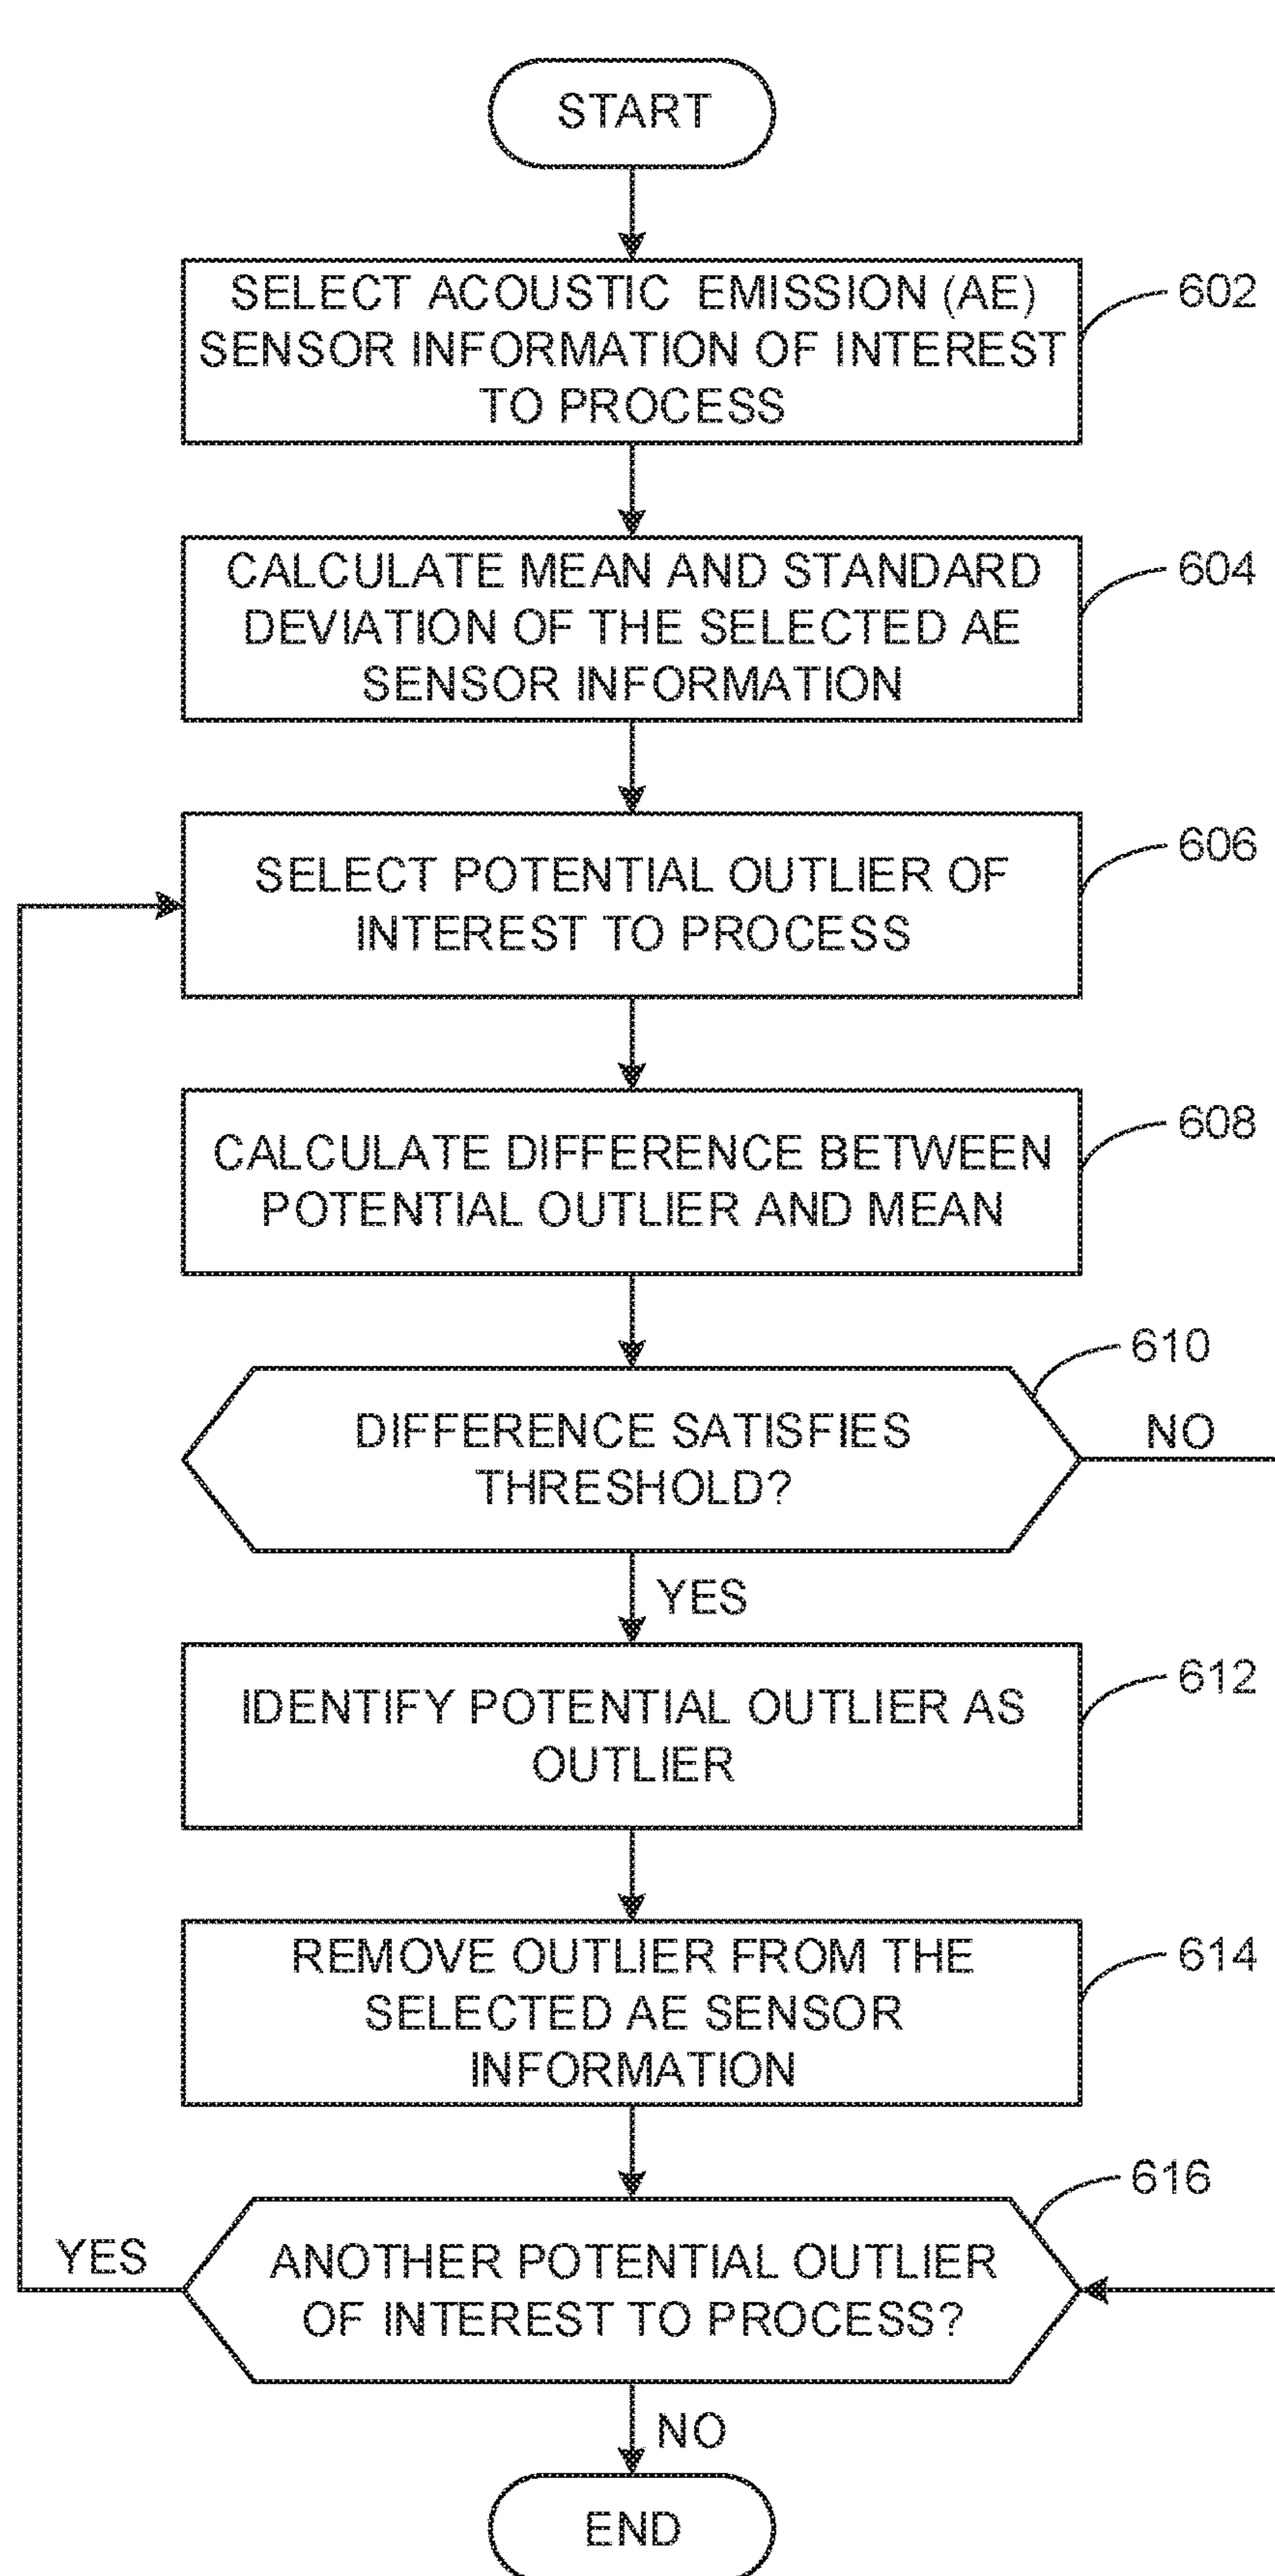 START
SELECT ACOUSTIC EMISSION (AE)
SENSOR INFORMATION OF INTEREST
TO PROCESS
602
CALCULATE MEAN AND STANDARD
DEVIATION OF THE SELECTED AE
SENSOR INFORMATION
604
SELECT POTENTIAL OUTLIER OF
INTEREST TO PROCESS
606
CALCULATE DIFFERENCE BETWEEN
POTENTIAL OUTLIER AND MEAN
608
610
DIFFERENCE SATISFIES
THRESHOLD?
NO
YES
IDENTIFY POTENTIAL OUTLIER AS
OUTLIER
612
REMOVE OUTLIER FROM THE
SELECTED AE SENSOR
INFORMATION
614
616
YES
ANOTHER POTENTIAL OUTLIER
OF INTEREST TO PROCESS?
NO
END